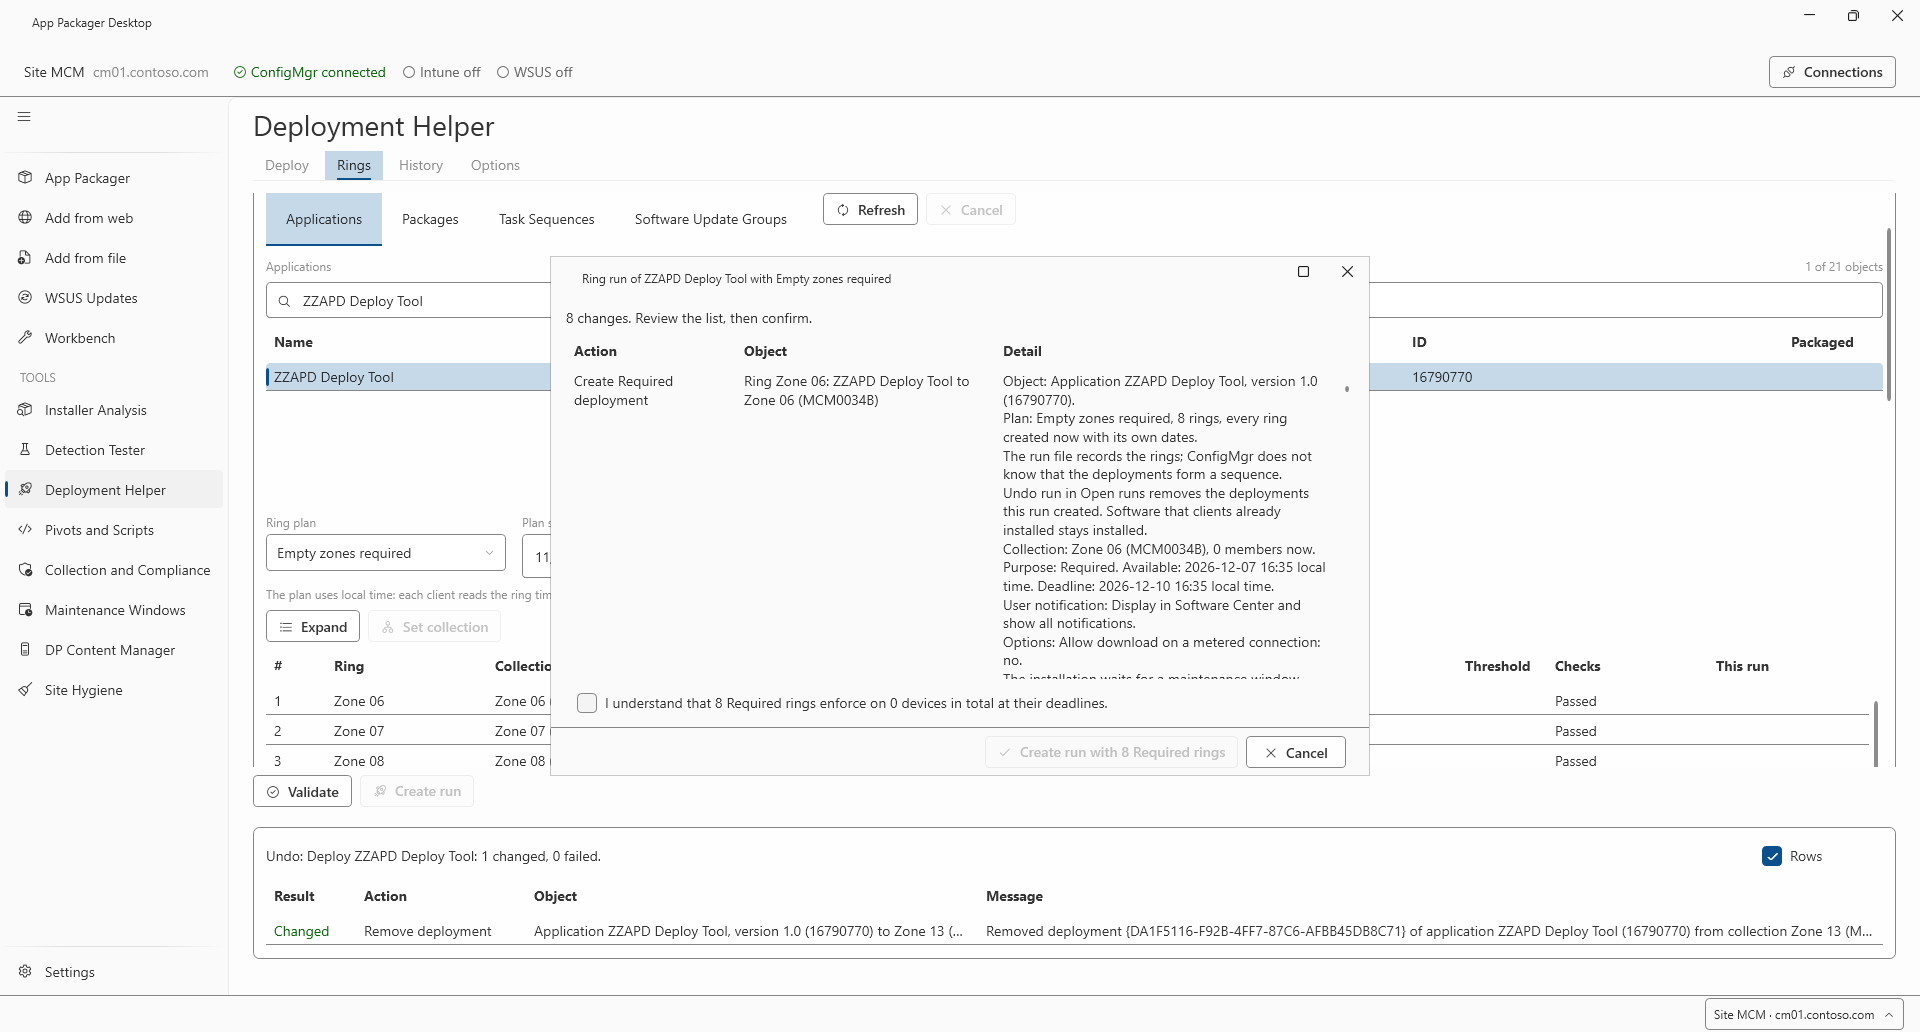 App Packager Desktop
Site MCM cm01.contoso.com ConfigMgr connected Intune off WSUS off Connections
Deployment Helper
Deploy Rings History Options
App Packager
Add from web
Add from file
WSUS Updates
Workbench
TOOLS
Installer Analysis
Detection Tester
Deployment Helper
Pivots and Scripts
Collection and Compliance
Maintenance Windows
DP Content Manager
Site Hygiene
Settings
Applications Packages Task Sequences Software Update Groups Refresh Cancel
Applications 1 of 21 objects
ZZAPD Deploy Tool
Name ID Packaged
ZZAPD Deploy Tool 16790770
Ring plan Plan s
Empty zones required 11
The plan uses local time: each client reads the ring tim
Expand Set collection
# Ring Collectio Threshold Checks This run
1 Zone 06 Zone 06 Passed
2 Zone 07 Zone 07 Passed
3 Zone 08 Zone 08 Passed
Validate Create run
Ring run of ZZAPD Deploy Tool with Empty zones required
8 changes. Review the list, then confirm.
Action Object Detail
Create Required
deployment
Ring Zone 06: ZZAPD Deploy Tool to
Zone 06 (MCM0034B)
Object: Application ZZAPD Deploy Tool, version 1.0
(16790770).
Plan: Empty zones required, 8 rings, every ring
created now with its own dates.
The run file records the rings; ConfigMgr does not
know that the deployments form a sequence.
Undo run in Open runs removes the deployments
this run created. Software that clients already
installed stays installed.
Collection: Zone 06 (MCM0034B), 0 members now.
Purpose: Required. Available: 2026-12-07 16:35 local
time. Deadline: 2026-12-10 16:35 local time.
User notification: Display in Software Center and
show all notifications.
Options: Allow download on a metered connection:
no.
The installation waits for a maintenance window
I understand that 8 Required rings enforce on 0 devices in total at their deadlines.
Create run with 8 Required rings Cancel
Undo: Deploy ZZAPD Deploy Tool: 1 changed, 0 failed. Rows
Result Action Object Message
Changed Remove deployment Application ZZAPD Deploy Tool, version 1.0 (16790770) to Zone 13 (... Removed deployment {DA1F5116-F92B-4FF7-87C6-AFBB45DB8C71} of application ZZAPD Deploy Tool (16790770) from collection Zone 13 (M...
Site MCM · cm01.contoso.com